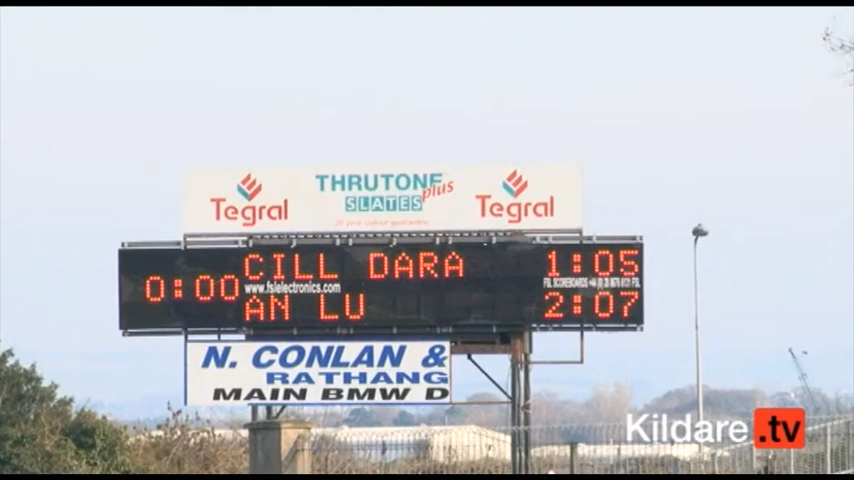 Tegral
THRUTONE plus
SLATES
Tegral
CILL DARA 1:05
0:00
www.fslelectronics.com
AN LU 2:07
N. CONLAN &
RATHANG
MAIN BMW D
Kildare.tv